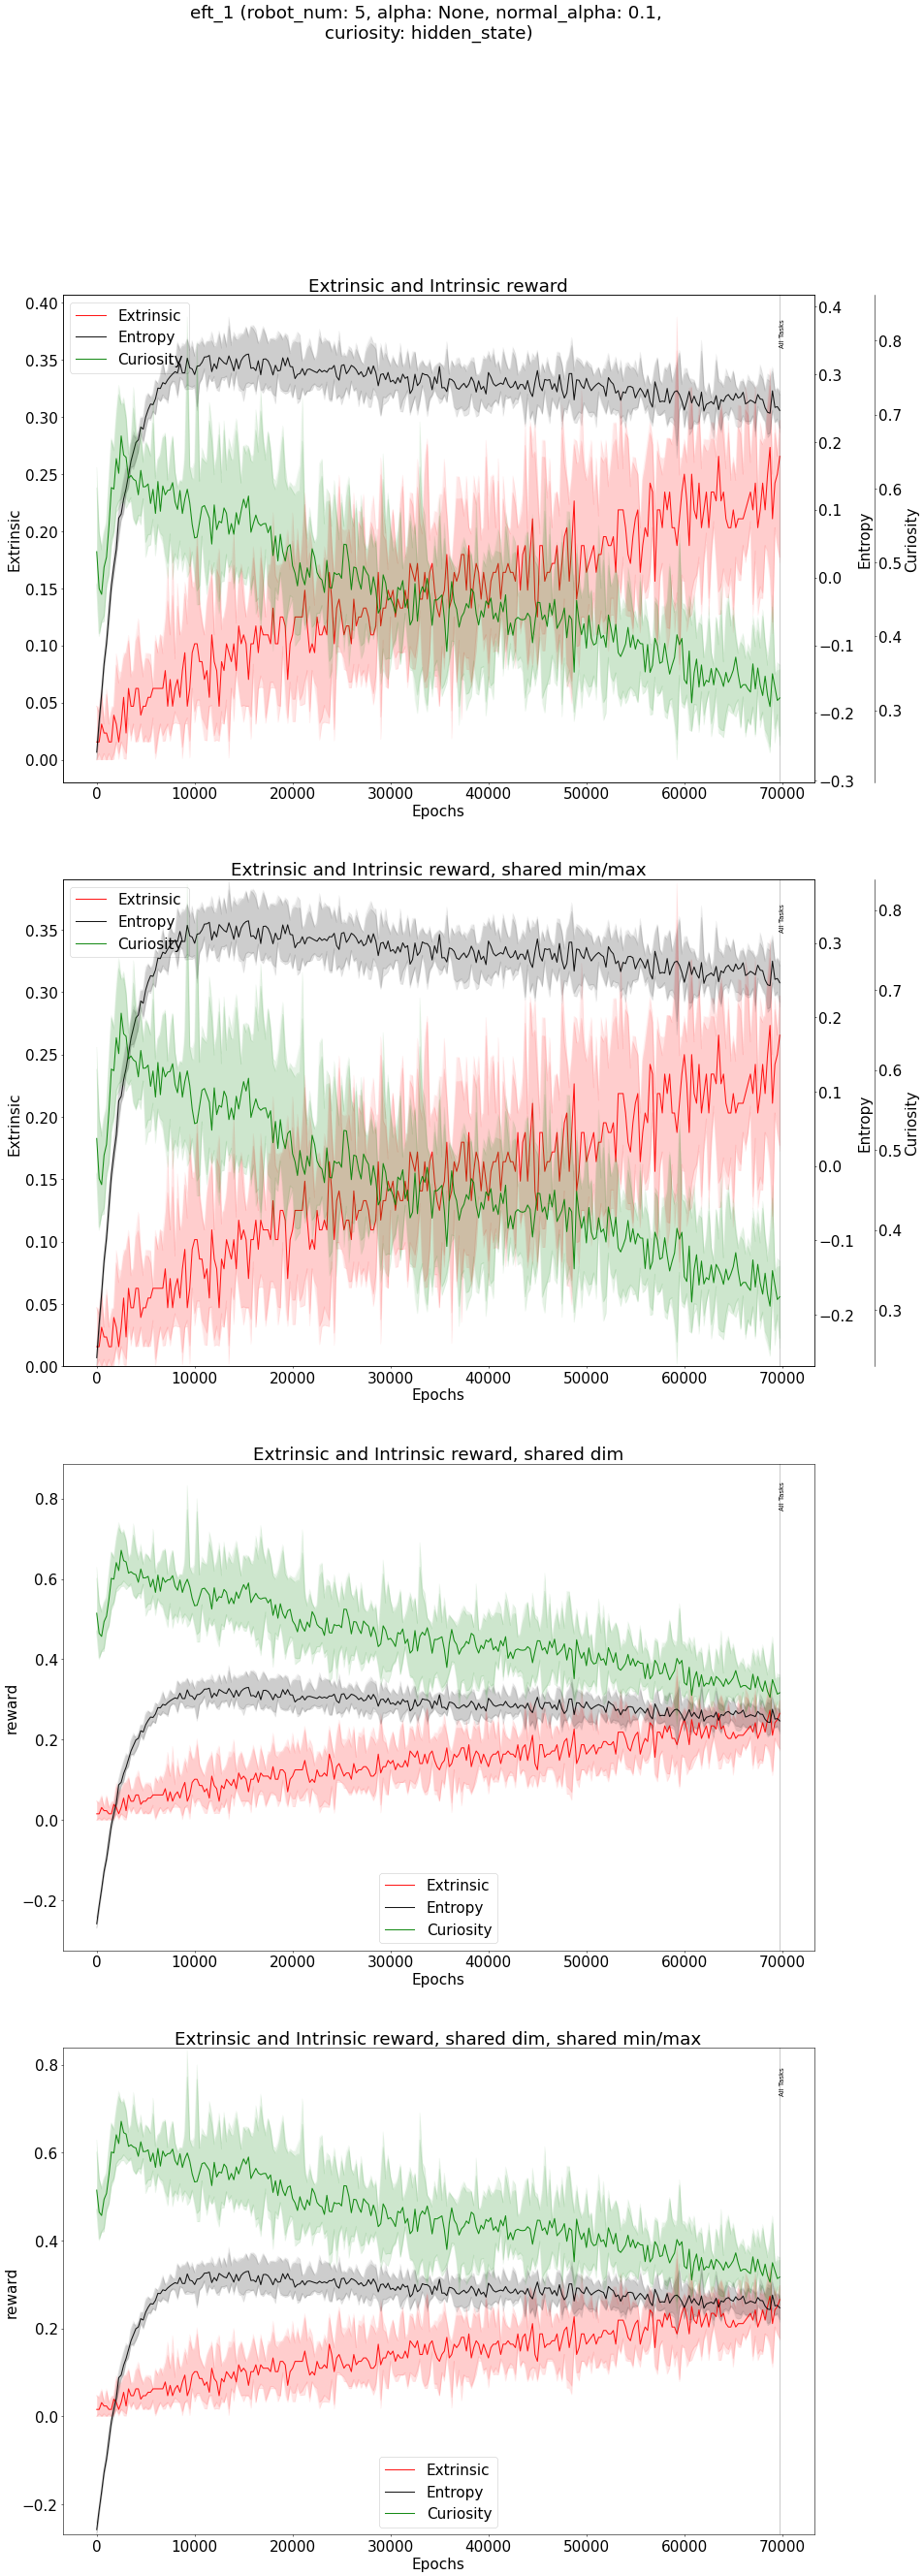 eft_1 (robot_num: 5, alpha: None, normal_alpha: 0.1,
curiosity: hidden_state)
Extrinsic and Intrinsic reward
Extrinsic
Entropy
Curiosity
All Tasks
0.40
0.35
0.30
0.25
0.20
0.15
0.10
0.05
0.00
Extrinsic
0.4
0.3
0.2
0.1
0.0
−0.1
−0.2
−0.3
Entropy
0.8
0.7
0.6
0.5
0.4
0.3
Curiosity
0 10000 20000 30000 40000 50000 60000 70000
Epochs
Extrinsic and Intrinsic reward, shared min/max
Extrinsic
Entropy
Curiosity
All Tasks
0.35
0.30
0.25
0.20
0.15
0.10
0.05
0.00
Extrinsic
0.3
0.2
0.1
0.0
−0.1
−0.2
Entropy
0.8
0.7
0.6
0.5
0.4
0.3
Curiosity
0 10000 20000 30000 40000 50000 60000 70000
Epochs
Extrinsic and Intrinsic reward, shared dim
All Tasks
0.8
0.6
0.4
0.2
0.0
−0.2
reward
Extrinsic
Entropy
Curiosity
0 10000 20000 30000 40000 50000 60000 70000
Epochs
Extrinsic and Intrinsic reward, shared dim, shared min/max
All Tasks
0.8
0.6
0.4
0.2
0.0
−0.2
reward
Extrinsic
Entropy
Curiosity
0 10000 20000 30000 40000 50000 60000 70000
Epochs